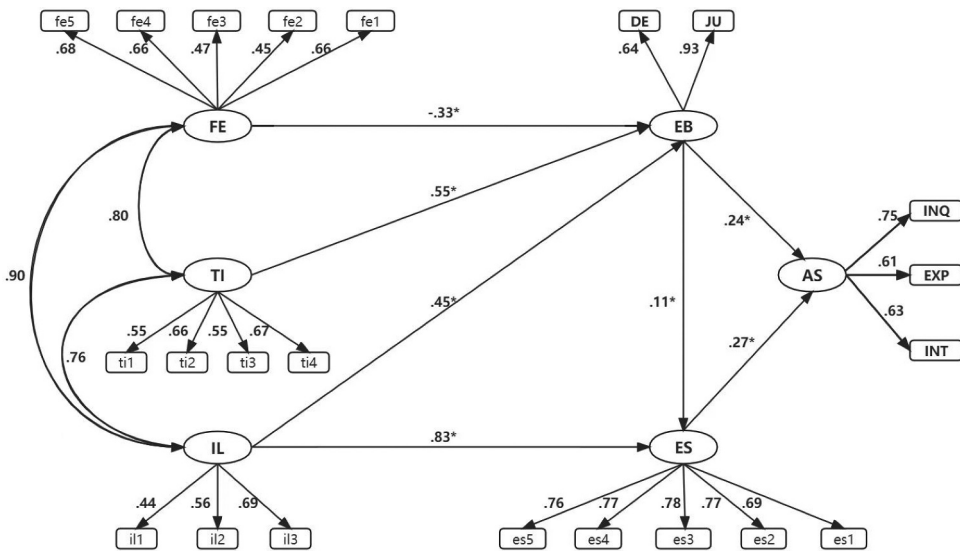 fe5 fe4 fe3 fe2 fe1 DE JU
.68 .66 .47 .45 .66 .64 .93
FE -.33* EB
.55*
.80 .24* .75 INQ
.90 TI AS .61 EXP
.45* .11*
.55 .66 .55 .67 .63
.76 .27* INT
ti1 ti2 ti3 ti4
IL .83* ES
.44 .56 .69 .76 .77 .78 .77 .69
il1 il2 il3 es5 es4 es3 es2 es1